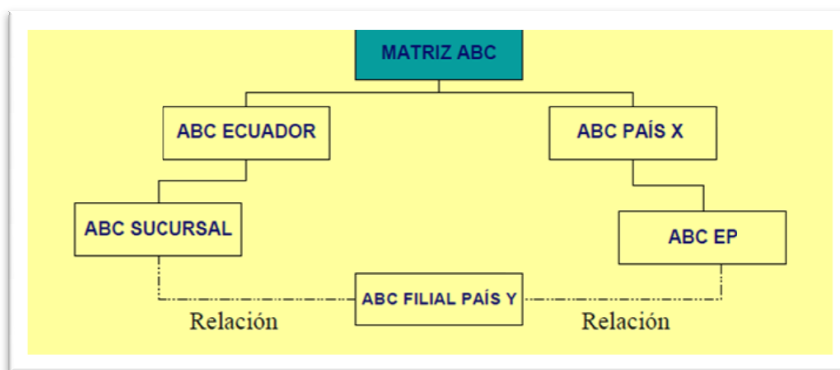 MATRIZ ABC
ABC ECUADOR
ABC PAÍS X
ABC SUCURSAL
ABC EP
ABC FILIAL PAÍS Y
Relación
Relación